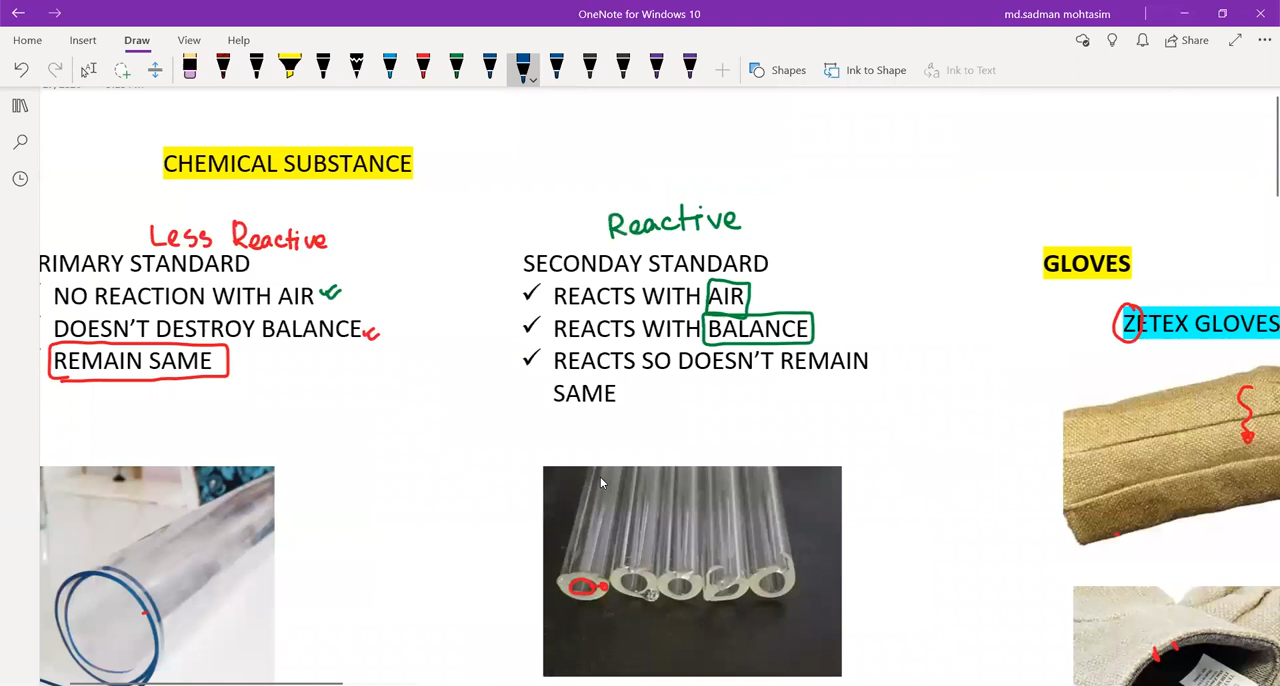 OneNote for Windows 10
md.sadman mohtasim
Home Insert Draw View Help
Share
Shapes
Ink to Shape
Ink to Text
CHEMICAL SUBSTANCE
Less Reactive
RIMARY STANDARD
NO REACTION WITH AIR
DOESN'T DESTROY BALANCE
REMAIN SAME
Reactive
SECONDAY STANDARD
✓ REACTS WITH AIR
✓ REACTS WITH BALANCE
✓ REACTS SO DOESN'T REMAIN
SAME
GLOVES
ZETEX GLOVES